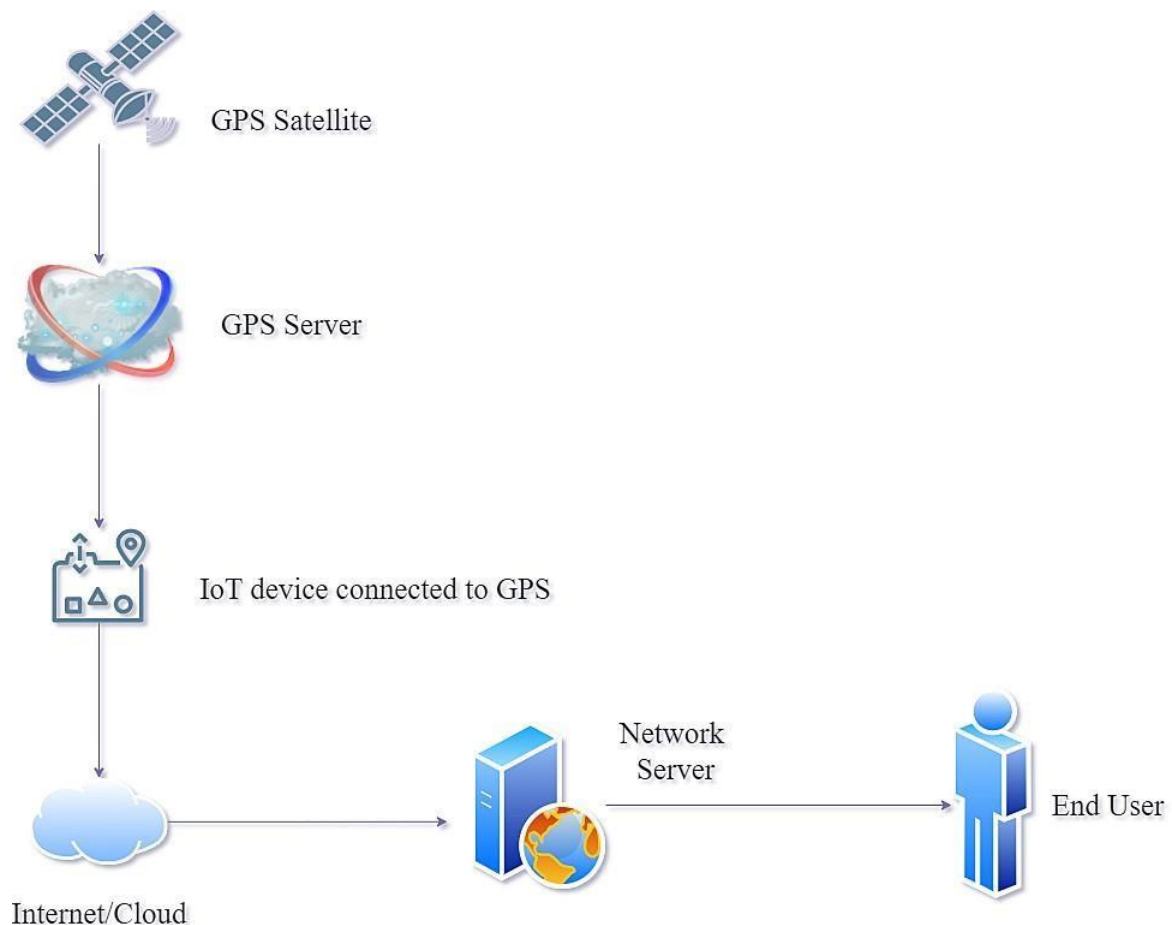 GPS Satellite
GPS Server
IoT device connected to GPS
Network
Server
End User
Internet/Cloud